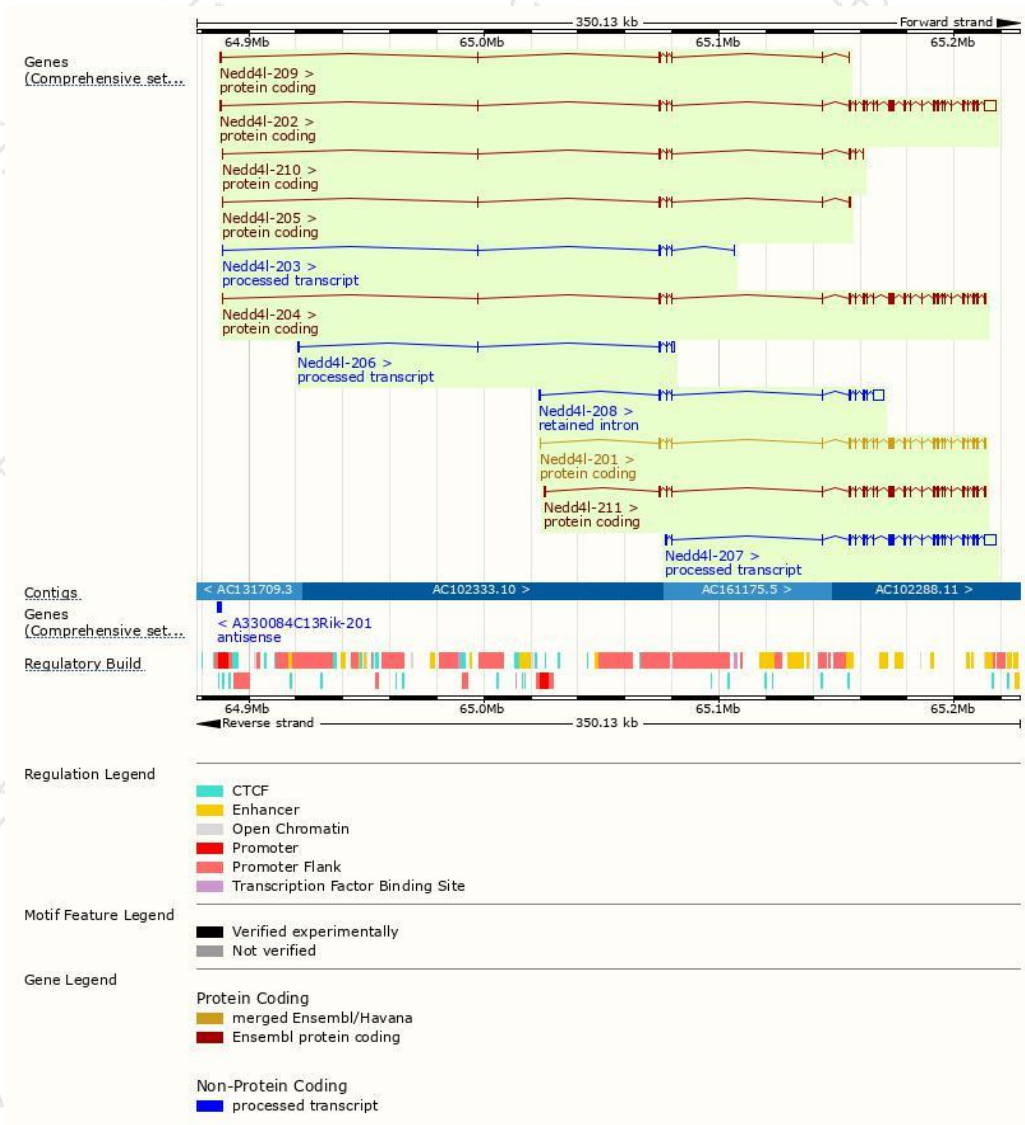 350.13 kb
Forward strand
64.9Mb 65.0Mb 65.1Mb 65.2Mb
Genes
(Comprehensive set...
Nedd4l-209 >
protein coding
Nedd4l-202 >
protein coding
Nedd4l-210 >
protein coding
Nedd4l-205 >
protein coding
Nedd4l-203 >
processed transcript
Nedd4l-204 >
protein coding
Nedd4l-206 >
processed transcript
Nedd4l-208 >
retained intron
Nedd4l-201 >
protein coding
Nedd4l-211 >
protein coding
Nedd4l-207 >
processed transcript
Contigs
< AC131709.3 AC102333.10 > AC161175.5 > AC102288.11 >
Genes
(Comprehensive set...
< A330084C13Rik-201
antisense
Regulatory Build
64.9Mb 65.0Mb 65.1Mb 65.2Mb
Reverse strand 350.13 kb
Regulation Legend
CTCF
Enhancer
Open Chromatin
Promoter
Promoter Flank
Transcription Factor Binding Site
Motif Feature Legend
Verified experimentally
Not verified
Gene Legend
Protein Coding
merged Ensembl/Havana
Ensembl protein coding
Non-Protein Coding
processed transcript